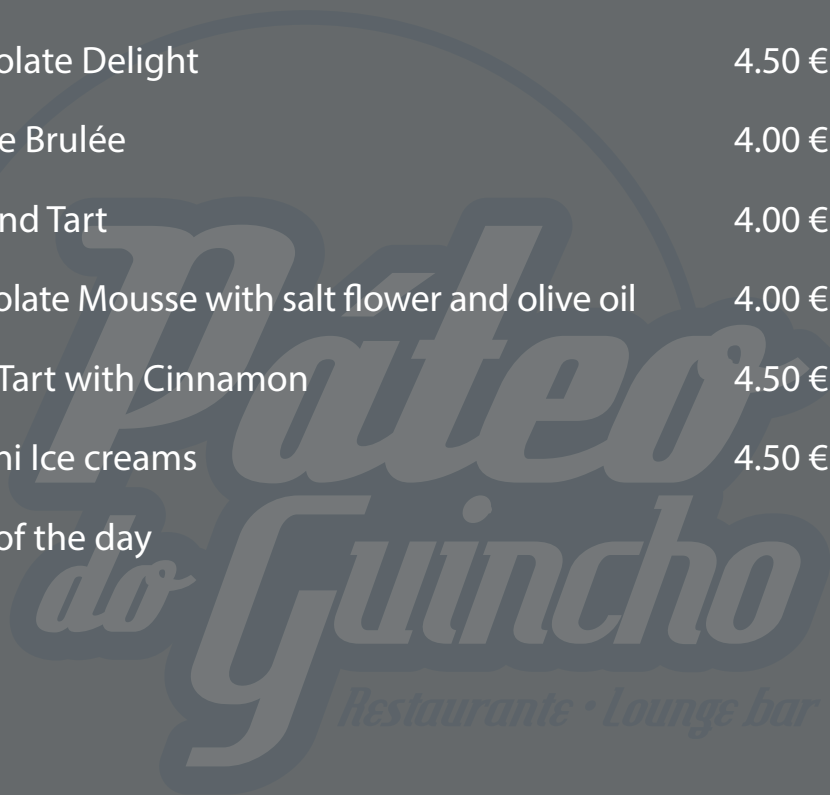 olate Delight 4.50 €
e Brulée 4.00 €
nd Tart 4.00 €
olate Mousse with salt flower and olive oil 4.00 €
Tart with Cinnamon 4.50 €
ni Ice creams 4.50 €
of the day
Páteo
do Guincho
Restaurante • Lounge bar